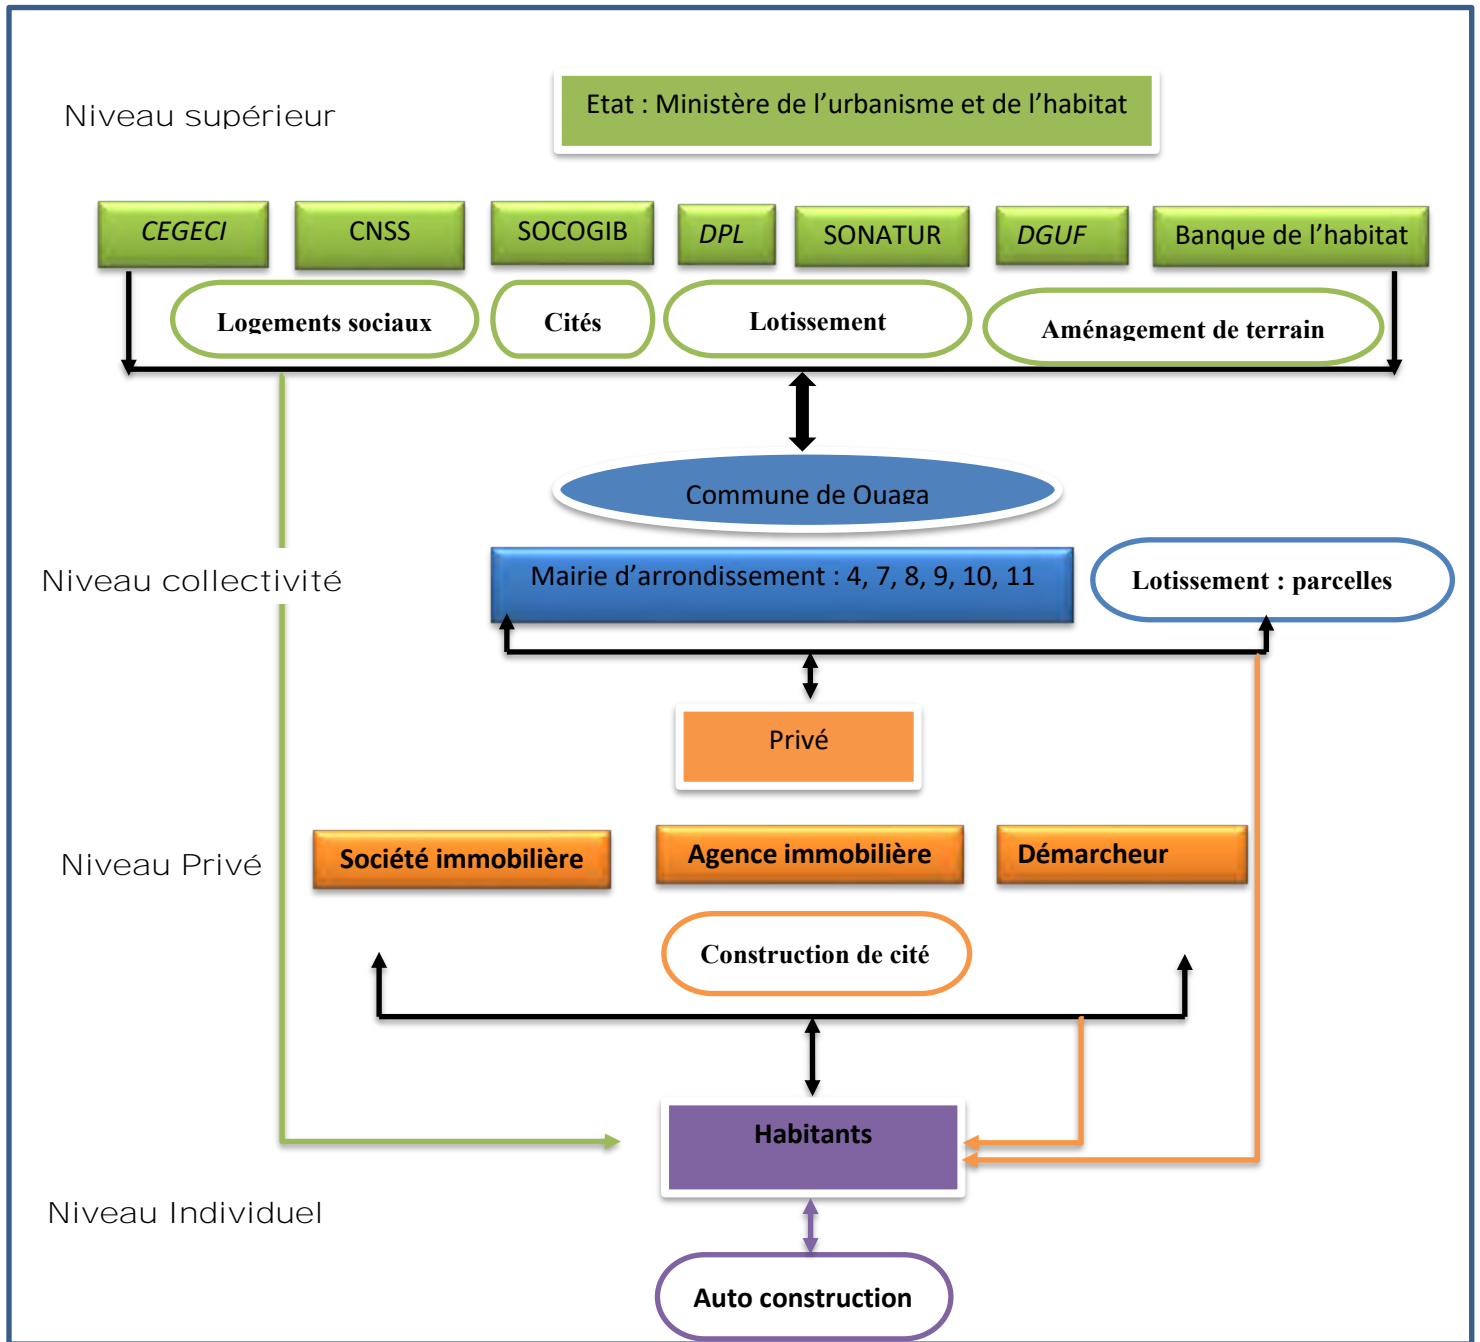 Niveau supérieur
Etat : Ministère de l’urbanisme et de l’habitat
CEGECI
CNSS
SOCOGIB
DPL
SONATUR
DGUF
Banque de l’habitat
Logements sociaux
Cités
Lotissement
Aménagement de terrain
Commune de Ouaga
Niveau collectivité
Mairie d’arrondissement : 4, 7, 8, 9, 10, 11
Lotissement : parcelles
Privé
Niveau Privé
Société immobilière
Agence immobilière
Démarcheur
Construction de cité
Habitants
Niveau Individuel
Auto construction